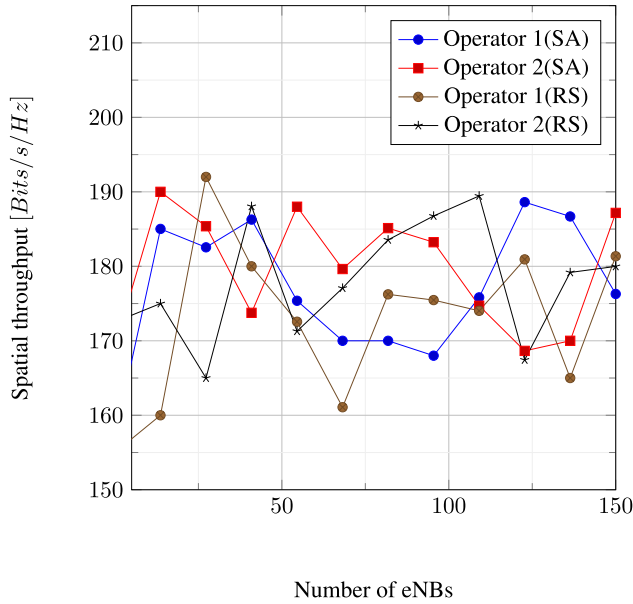 210
200
190
180
170
160
150
50
100
150
Spatial throughput [Bits/s/Hz]
Number of eNBs
Operator 1(SA)
Operator 2(SA)
Operator 1(RS)
Operator 2(RS)